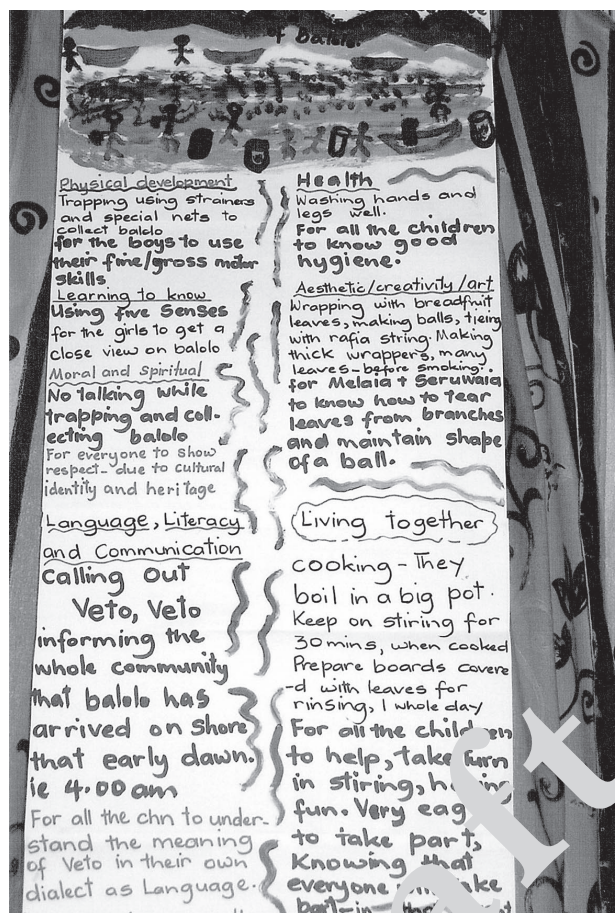 of Balolo.
Physical development
Trapping using strainers
and special nets to
collect balolo
for the boys to use
their fine/gross motor
skills
Learning to know
Using five Senses
for the girls to get a
close view on balolo
Moral and Spiritual
No talking while
trapping and coll-
ecting balolo
For everyone to show
respect- due to cultural
identity and heritage
Language, Literacy
and Communication
Calling Out
Veto, Veto
informing the
whole community
that balolo has
arrived on shore
that early dawn.
ie 4.00 am
For all the chn to under-
stand the meaning
of Veto in their own
dialect as Language.
Health
Washing hands and
legs well.
For all the children
to know good
hygiene.
Aesthetic/creativity/art
Wrapping with breadfruit
leaves, making balls, tieing
with rafia string. Making
thick wrappers, many
leaves - before smoking..
for Melaia + Seruwaia
to know how to tear
leaves from branches
and maintain shape
of a ball.
Living together
cooking - They
boil in a big pot.
Keep on stiring for
30 mins, when cooked
Prepare boards covere
-d with leaves for
rinsing, 1 whole day
For all the children
to help, take turn
in stiring,
fun. Very
to take part,
Knowing that
everyone
part-in
aft